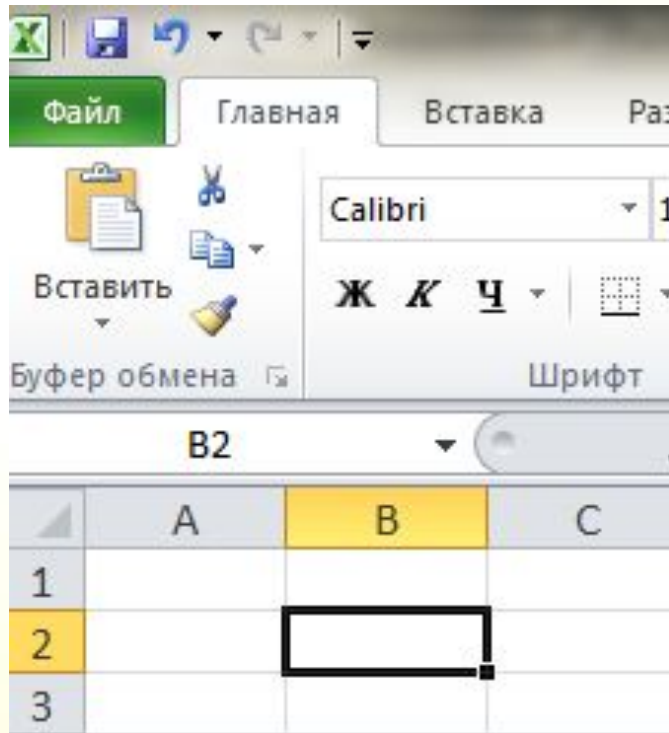 Файл Главная Вставка
Calibri
Вставить Ж К Ч
Буфер обмена Шрифт
B2
A B C
1
2
3